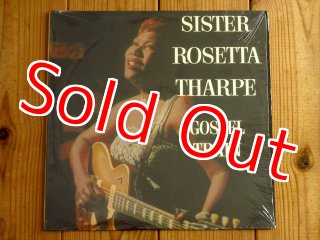 SISTER
ROSETTA
THARPE
GOSPEL
Sold Out